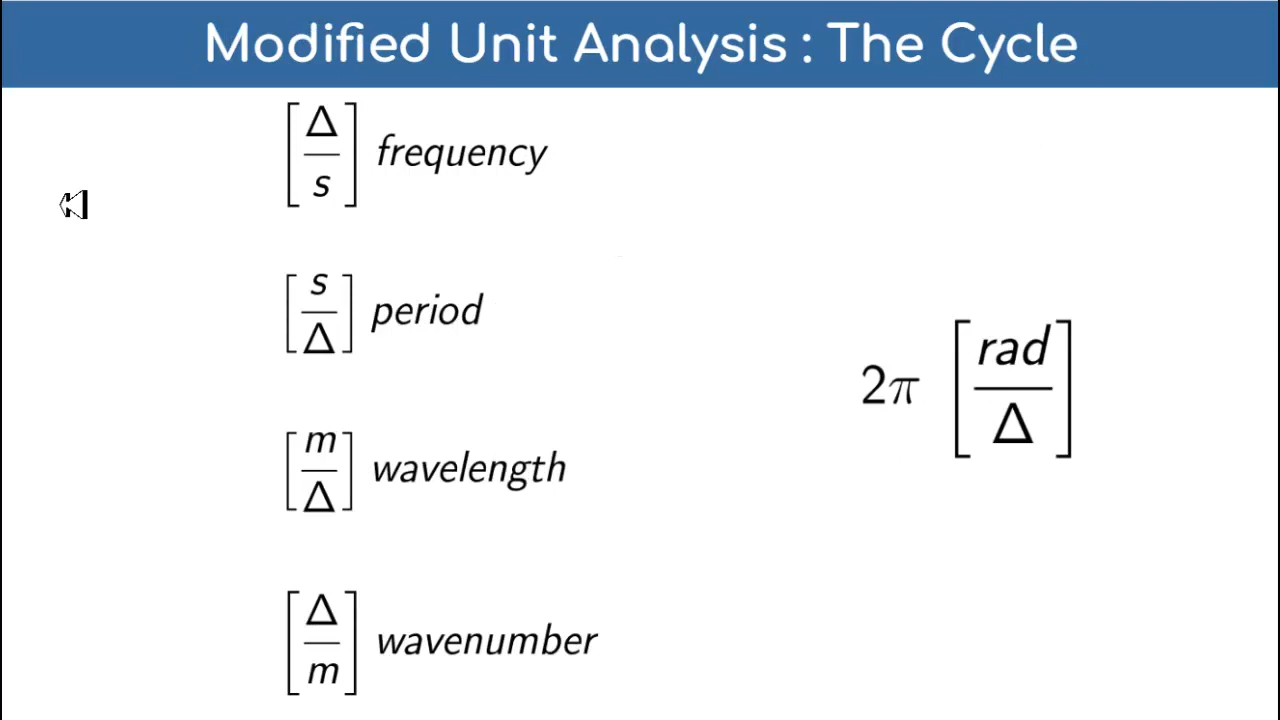 Modified Unit Analysis : The Cycle
[Δ/s] frequency
[s/Δ] period
2π [rad/Δ]
[m/Δ] wavelength
[Δ/m] wavenumber